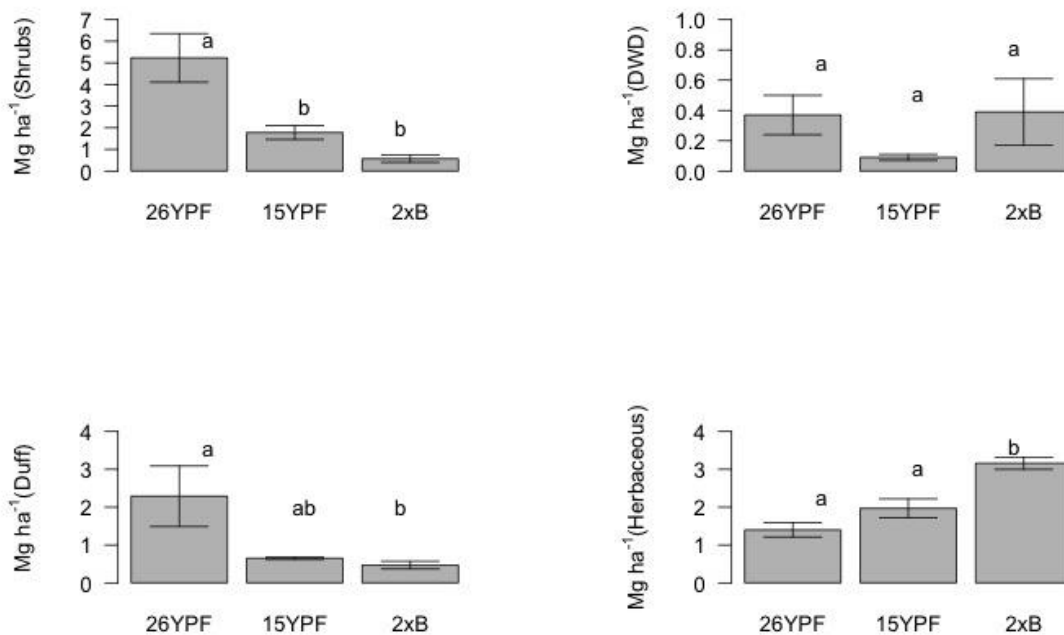 Mg ha⁻¹(Shrubs)
7
6
5
4
3
2
1
0
a
b
b
26YPF 15YPF 2xB
Mg ha⁻¹(DWD)
1.0
0.8
0.6
0.4
0.2
0.0
a
a
a
26YPF 15YPF 2xB
Mg ha⁻¹(Duff)
4
3
2
1
0
a
ab
b
26YPF 15YPF 2xB
Mg ha⁻¹(Herbaceous)
4
3
2
1
0
a
a
b
26YPF 15YPF 2xB